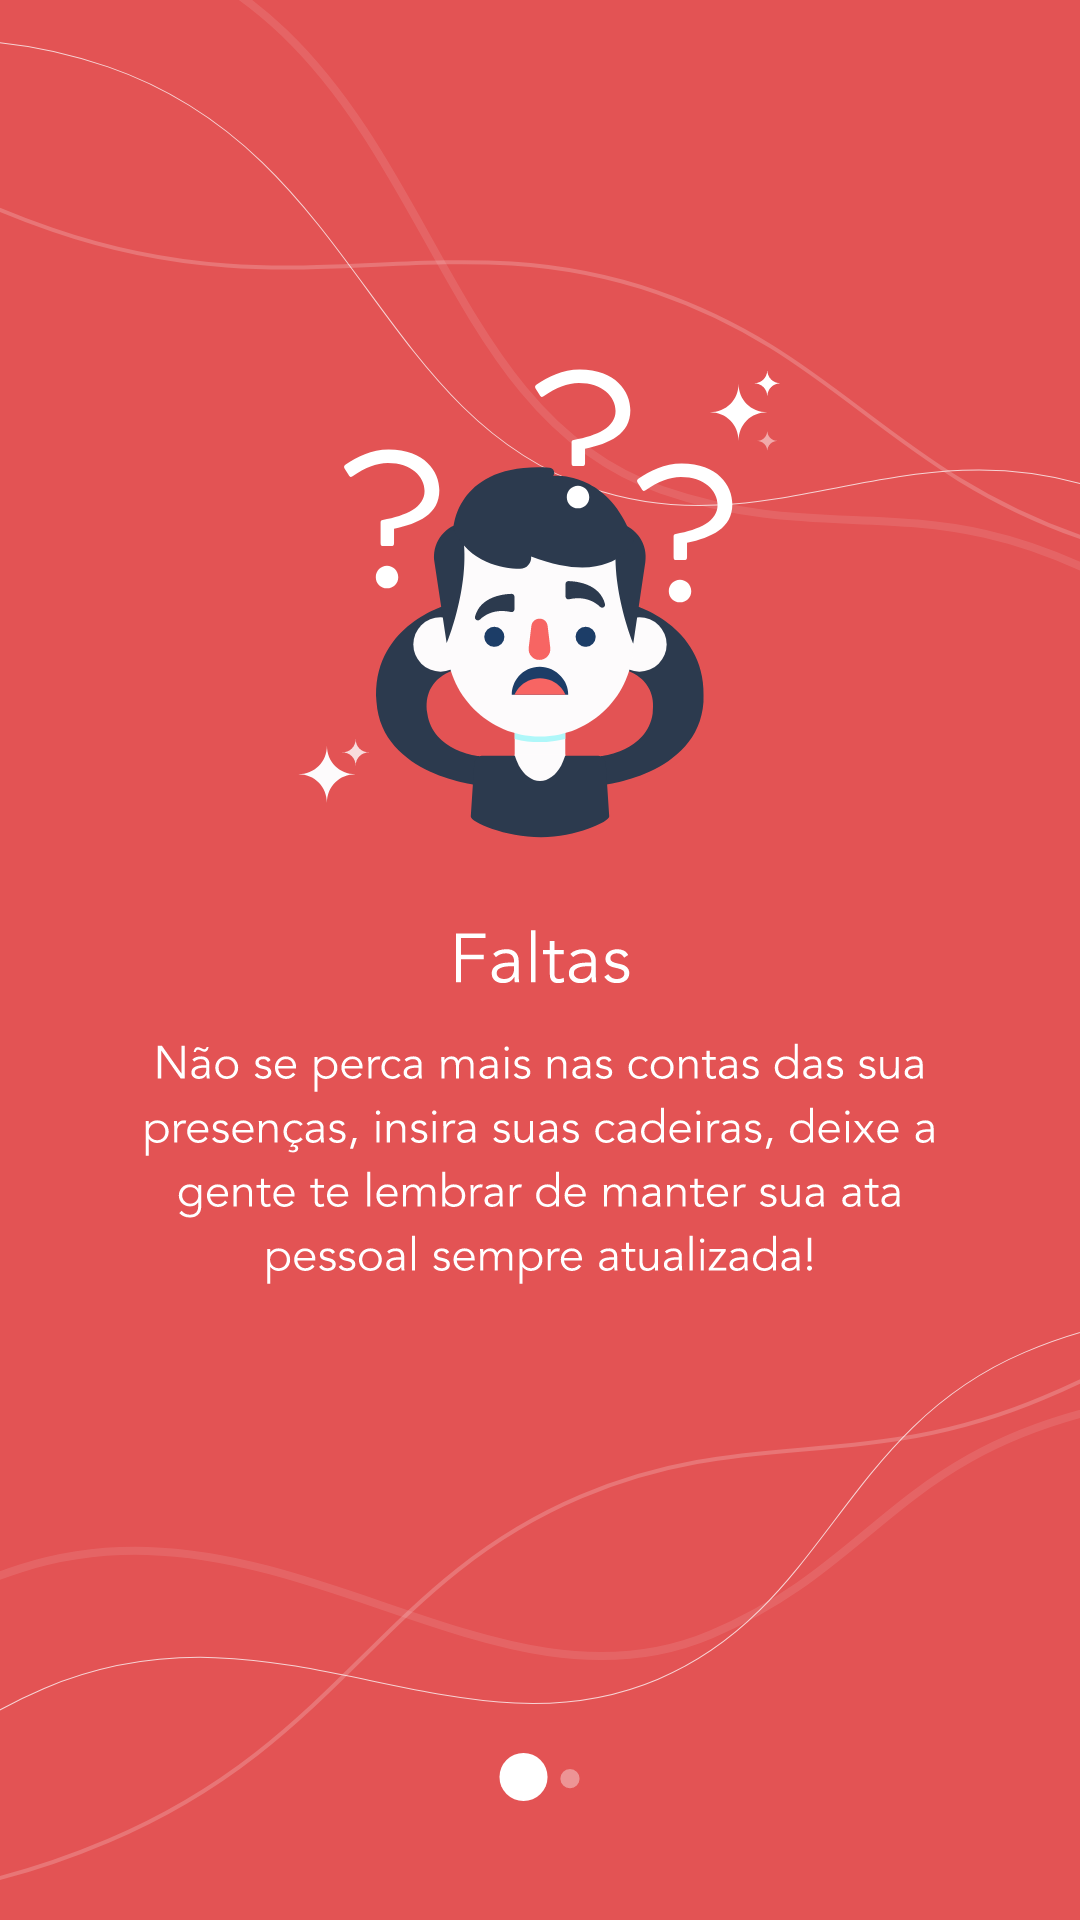 ?
?
?
Faltas
Não se perca mais nas contas das sua
presenças, insira suas cadeiras, deixe a
gente te lembrar de manter sua ata
pessoal sempre atualizada!